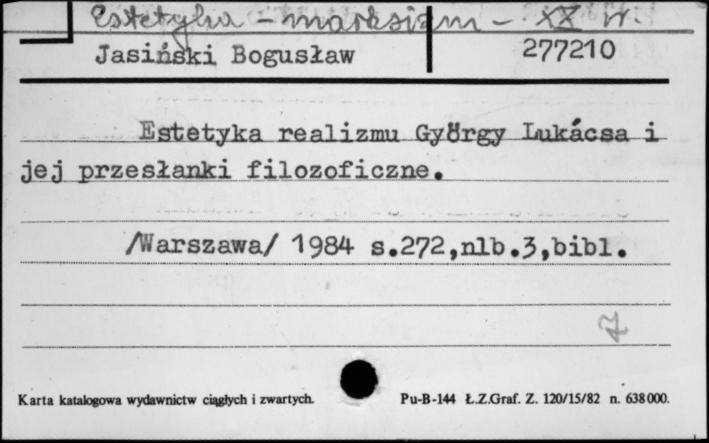 Estetyka - marksizm - XX w.
Jasiński Bogusław 277210
Estetyka realizmu György Lukácsa i
jej przesłanki filozoficzne.
/Warszawa/ 1984 s.272,nlb.3,bibl.
7
Karta katalogowa wydawnictw ciągłych i zwartych. Pu-B-144 Ł.Z.Graf. Z. 120/15/82 n. 638000.